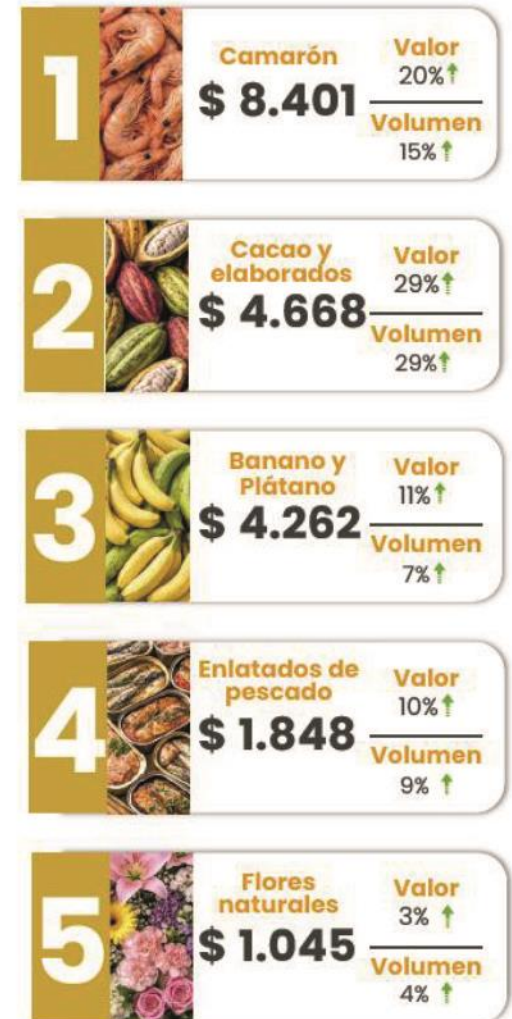 1
Camarón
$ 8.401
Valor
20%↑
Volumen
15%↑
2
Cacao y
elaborados
$ 4.668
Valor
29%↑
Volumen
29%↑
3
Banano y
Plátano
$ 4.262
Valor
11%↑
Volumen
7%↑
4
Enlatados de
pescado
$ 1.848
Valor
10%↑
Volumen
9% ↑
5
Flores
naturales
$ 1.045
Valor
3% ↑
Volumen
4% ↑